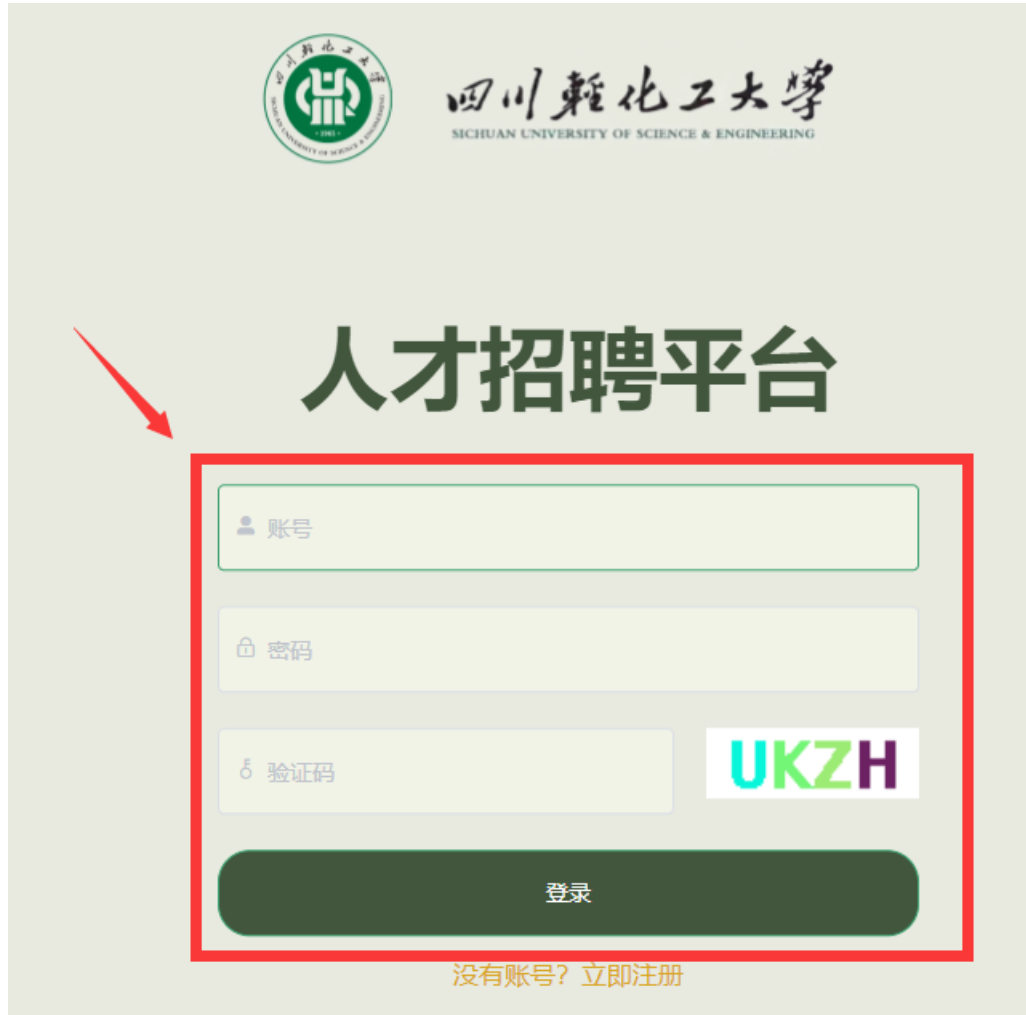 四川轻化工大学
SICHUAN UNIVERSITY OF SCIENCE & ENGINEERING
人才招聘平台
账号
密码
验证码
UKZH
登录
没有账号？立即注册